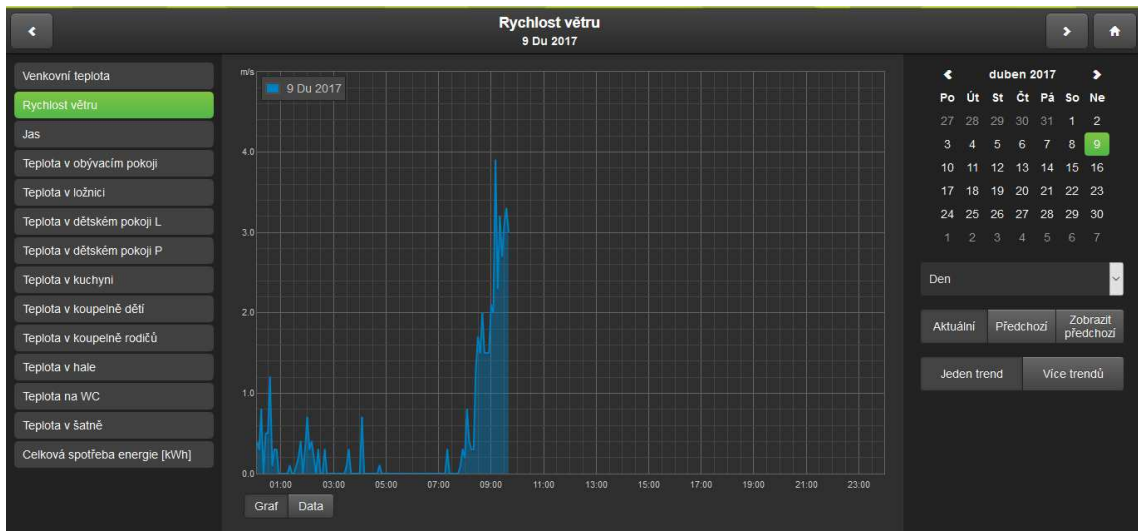 Rychlost větru
9 Du 2017
Venkovní teplota
Rychlost větru
Jas
Teplota v obývacím pokoji
Teplota v ložnici
Teplota v dětském pokoji L
Teplota v dětském pokoji P
Teplota v kuchyni
Teplota v koupelně dětí
Teplota v koupelně rodičů
Teplota v hale
Teplota na WC
Teplota v šatně
Celková spotřeba energie [kWh]
m/s
9 Du 2017
4.0
3.0
2.0
1.0
0.0
01:00 03:00 05:00 07:00 09:00 11:00 13:00 15:00 17:00 19:00 21:00 23:00
Graf Data
duben 2017
Po Út St Čt Pá So Ne
27 28 29 30 31 1 2
3 4 5 6 7 8 9
10 11 12 13 14 15 16
17 18 19 20 21 22 23
24 25 26 27 28 29 30
1 2 3 4 5 6 7
Den
Aktuální Předchozí Zobrazit
předchozí
Jeden trend Více trendů